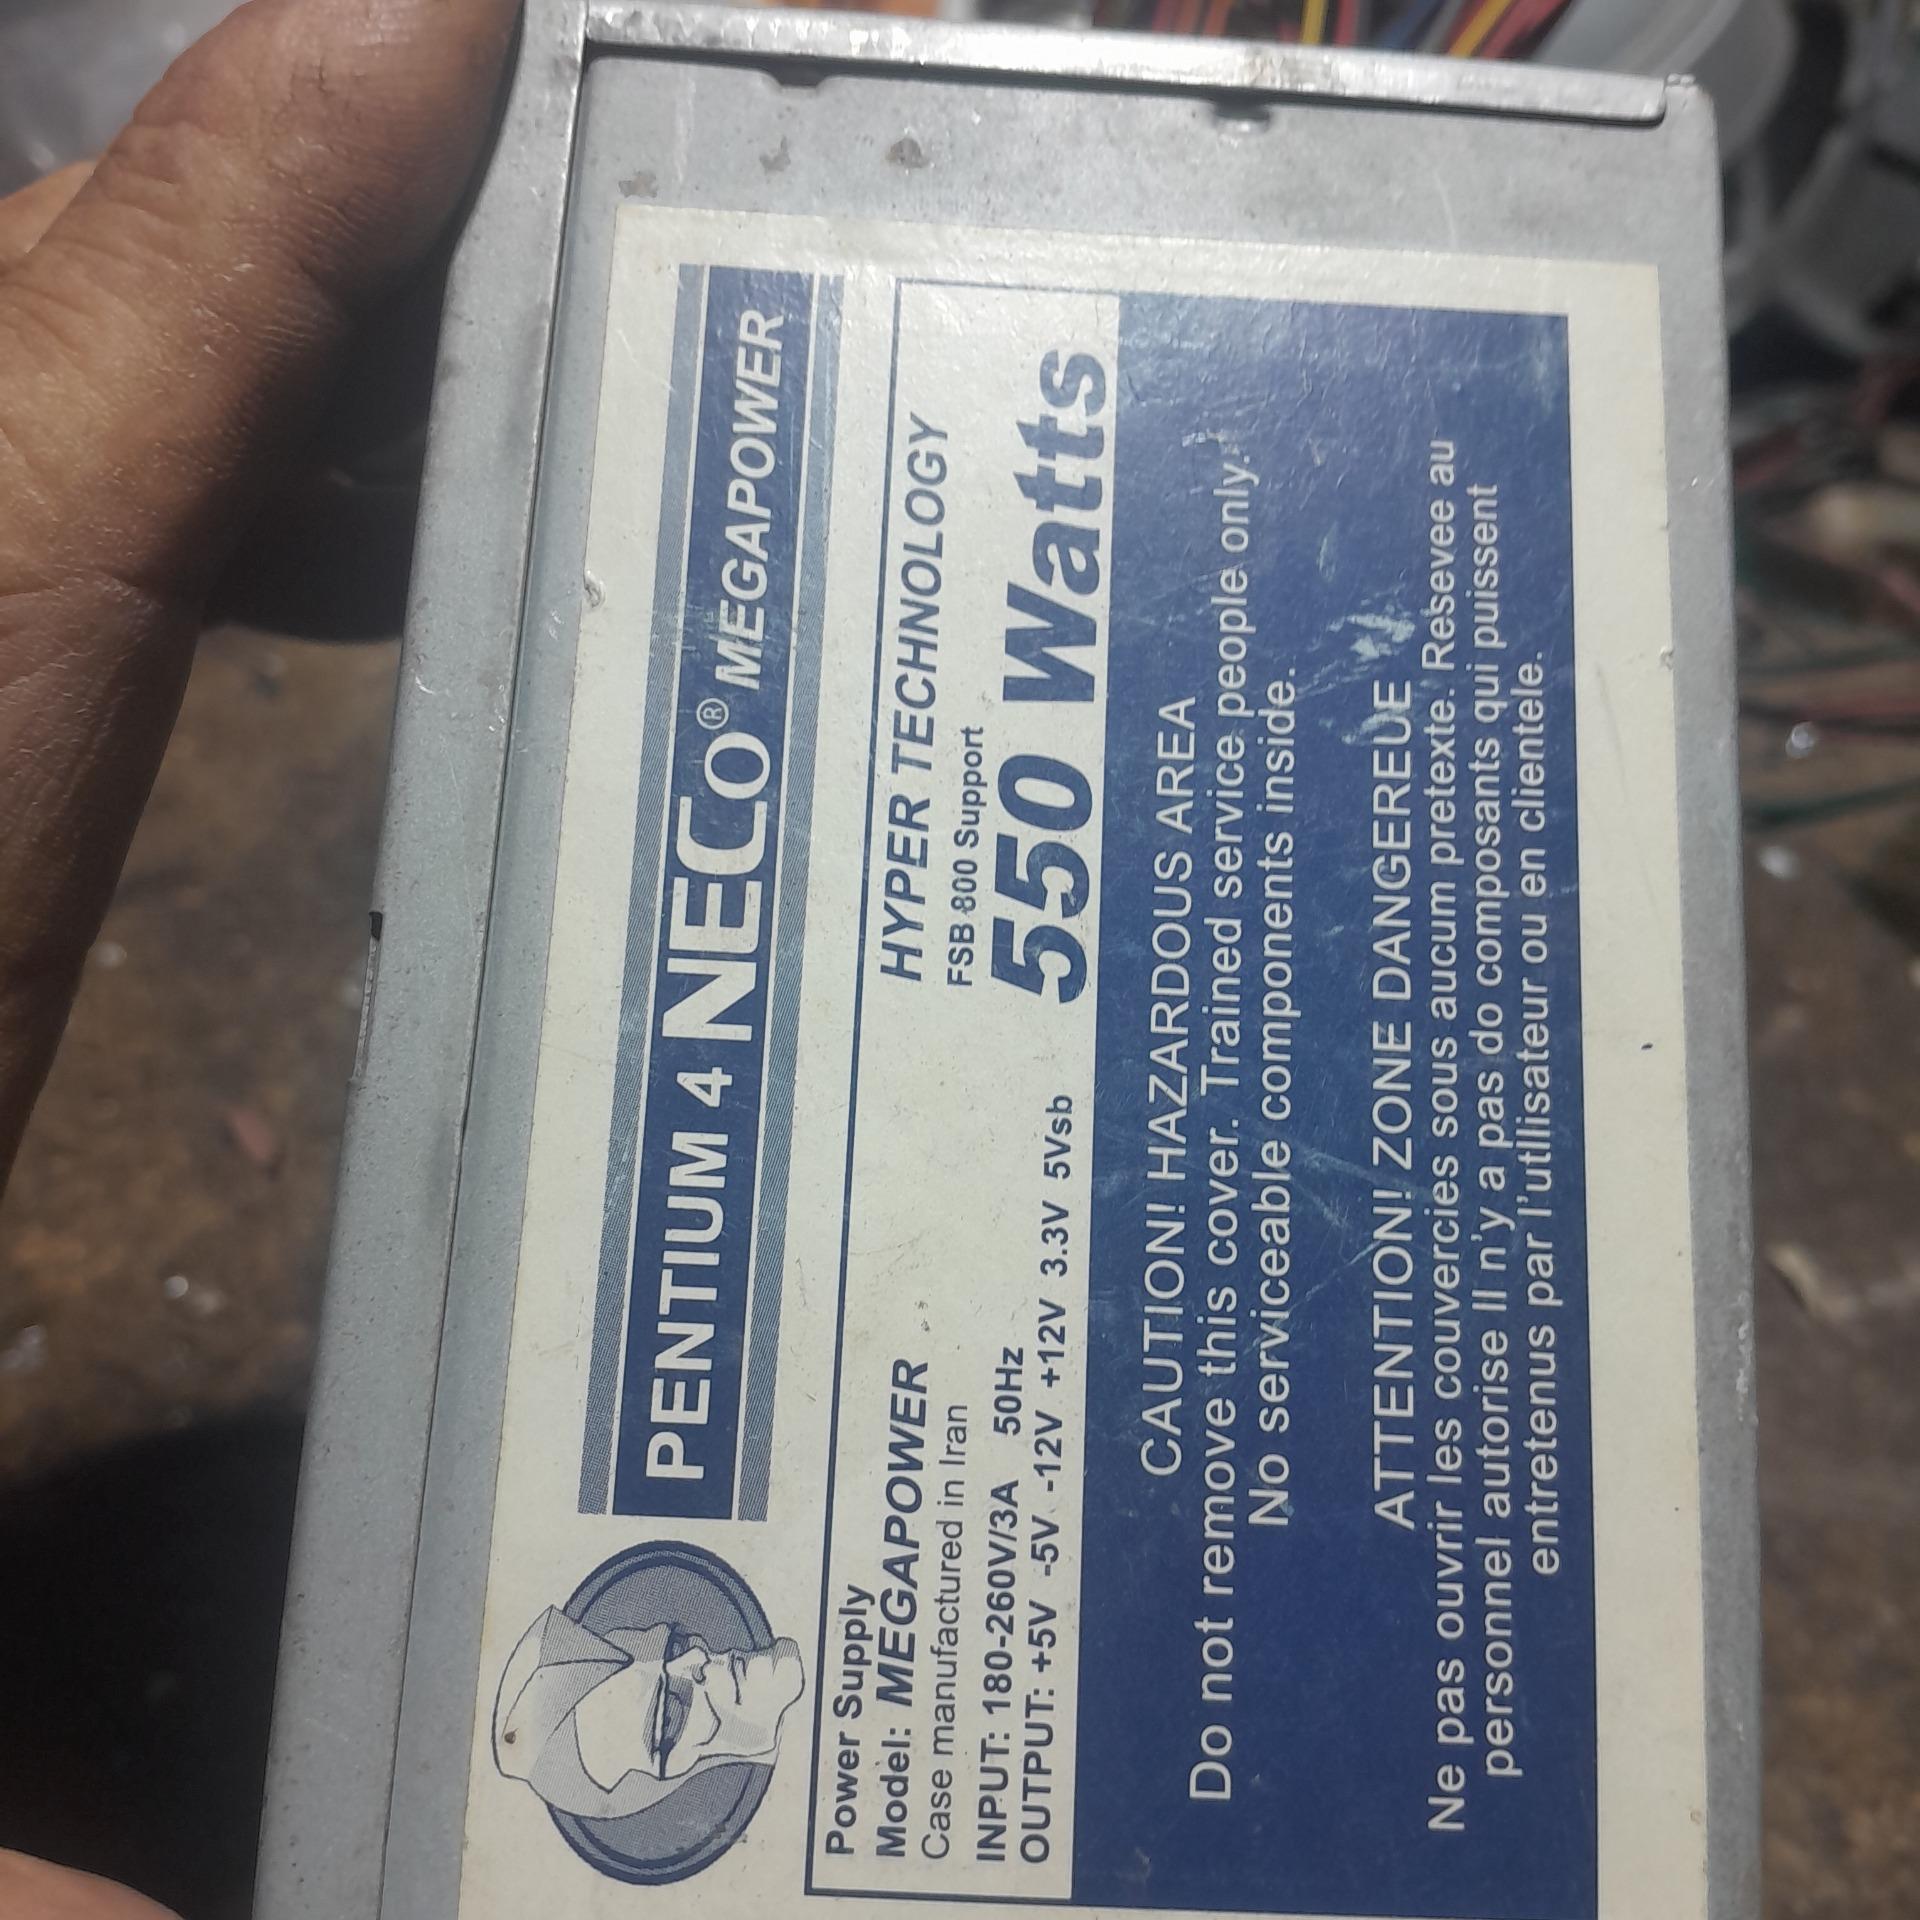 PENTIUM 4 NECo® MEGAPOWER
Power Supply
Model: MEGAPOWER
HYPER TECHNOLOGY
Case manufactured in Iran
FSB 800 Support
INPUT: 180-260V/3A 50Hz
550 Watts
OUTPUT: +5V -5V -12V +12V 3.3V 5Vsb
CAUTION! HAZARDOUS AREA
Do not remove this cover. Trained service people only.
No serviceable components inside.
ATTENTION! ZONE DANGEREUE
Ne pas ouvrir les couvercies sous aucum pretexte. Resevee au
personnel autorise II n'y a pas do composants qui puissent
entretenus par I'utilisateur ou en clientele.